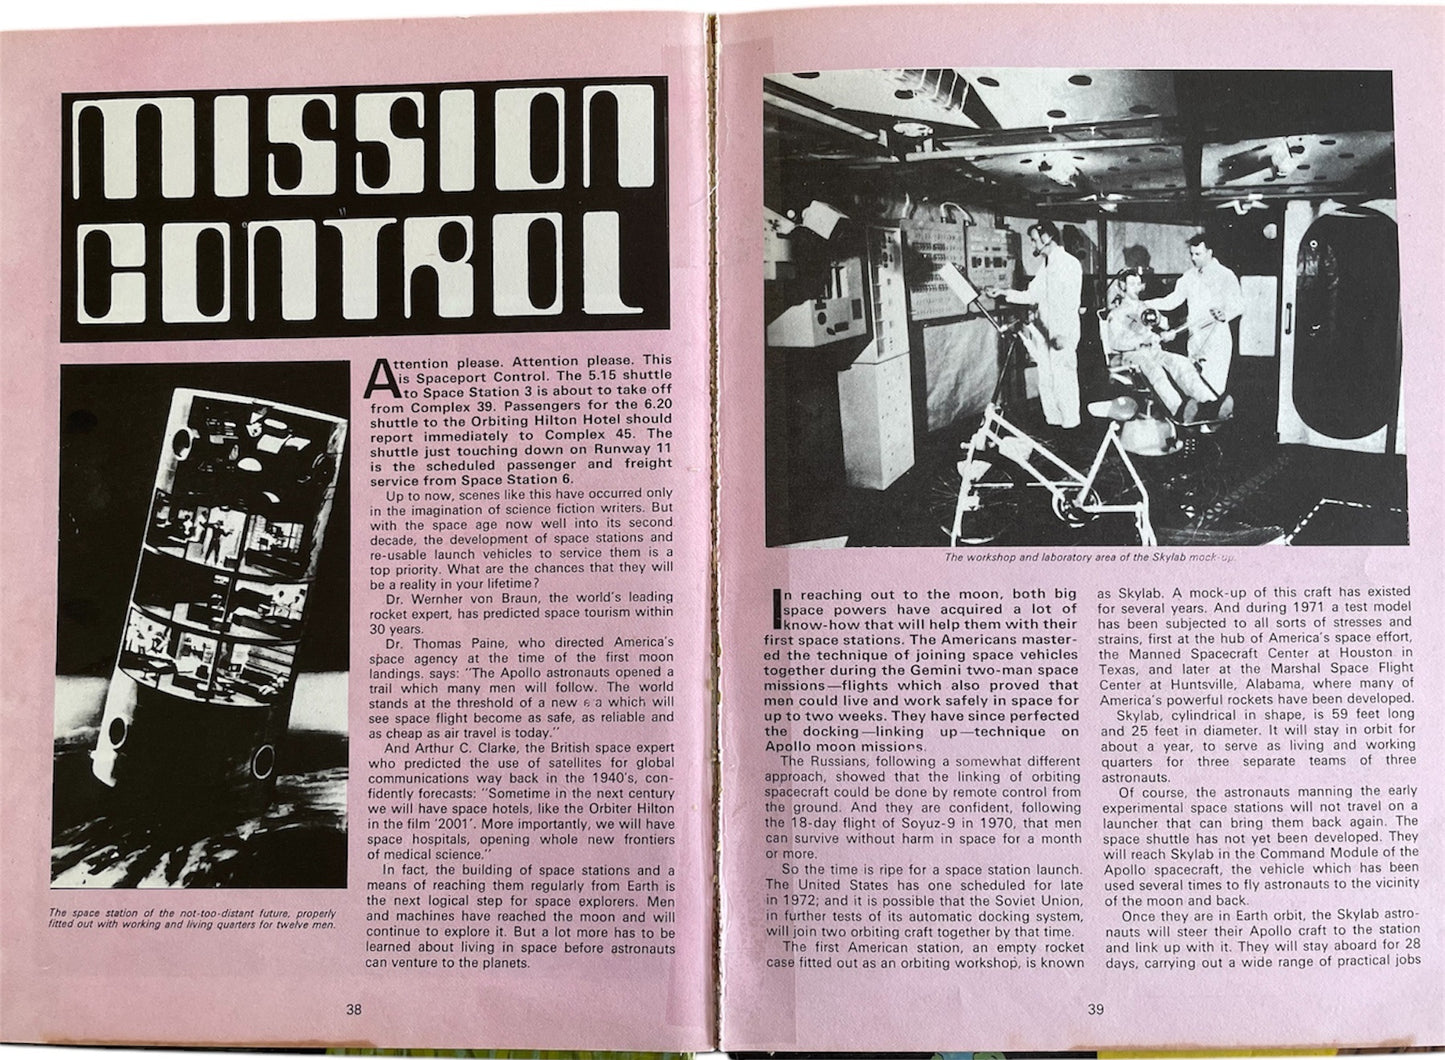 MISSION
CONTROL
Attention please. Attention please. This
is Spaceport Control. The 5.15 shuttle
to Space Station 3 is about to take off
from Complex 39. Passengers for the 6.20
shuttle to the Orbiting Hilton Hotel should
report immediately to Complex 45. The
shuttle just touching down on Runway 11
is the scheduled passenger and freight
service from Space Station 6.
Up to now, scenes like this have occurred only
in the imagination of science fiction writers. But
with the space age now well into its second
decade, the development of space stations and
re-usable launch vehicles to service them is a
top priority. What are the chances that they will
be a reality in your lifetime?
Dr. Wernher von Braun, the world's leading
rocket expert, has predicted space tourism within
30 years.
Dr. Thomas Paine, who directed America's
space agency at the time of the first moon
landings, says: "The Apollo astronauts opened a
trail which many men will follow. The world
stands at the threshold of a new e a which will
see space flight become as safe, as reliable and
as cheap as air travel is today."
And Arthur C. Clarke, the British space expert
who predicted the use of satellites for global
communications way back in the 1940's, con-
fidently forecasts: "Sometime in the next century
we will have space hotels, like the Orbiter Hilton
in the film '2001'. More importantly, we will have
space hospitals, opening whole new frontiers
of medical science."
In fact, the building of space stations and a
means of reaching them regularly from Earth is
the next logical step for space explorers. Men
and machines have reached the moon and will
continue to explore it. But a lot more has to be
learned about living in space before astronauts
can venture to the planets.
The space station of the not-too-distant future, properly
fitted out with working and living quarters for twelve men.
38
The workshop and laboratory area of the Skylab mock-up.
In reaching out to the moon, both big
space powers have acquired a lot of
know-how that will help them with their
first space stations. The Americans master-
ed the technique of joining space vehicles
together during the Gemini two-man space
missions—flights which also proved that
men could live and work safely in space for
up to two weeks. They have since perfected
the docking—linking up—technique on
Apollo moon missions.
The Russians, following a somewhat different
approach, showed that the linking of orbiting
spacecraft could be done by remote control from
the ground. And they are confident, following
the 18-day flight of Soyuz-9 in 1970, that men
can survive without harm in space for a month
or more.
So the time is ripe for a space station launch.
The United States has one scheduled for late
in 1972; and it is possible that the Soviet Union,
in further tests of its automatic docking system,
will join two orbiting craft together by that time.
The first American station, an empty rocket
case fitted out as an orbiting workshop, is known
as Skylab. A mock-up of this craft has existed
for several years. And during 1971 a test model
has been subjected to all sorts of stresses and
strains, first at the hub of America's space effort,
the Manned Spacecraft Center at Houston in
Texas, and later at the Marshal Space Flight
Center at Huntsville, Alabama, where many of
America's powerful rockets have been developed.
Skylab, cylindrical in shape, is 59 feet long
and 25 feet in diameter. It will stay in orbit for
about a year, to serve as living and working
quarters for three separate teams of three
astronauts.
Of course, the astronauts manning the early
experimental space stations will not travel on a
launcher that can bring them back again. The
space shuttle has not yet been developed. They
will reach Skylab in the Command Module of the
Apollo spacecraft, the vehicle which has been
used several times to fly astronauts to the vicinity
of the moon and back.
Once they are in Earth orbit, the Skylab astro-
nauts will steer their Apollo craft to the station
and link up with it. They will stay aboard for 28
days, carrying out a wide range of practical jobs
39